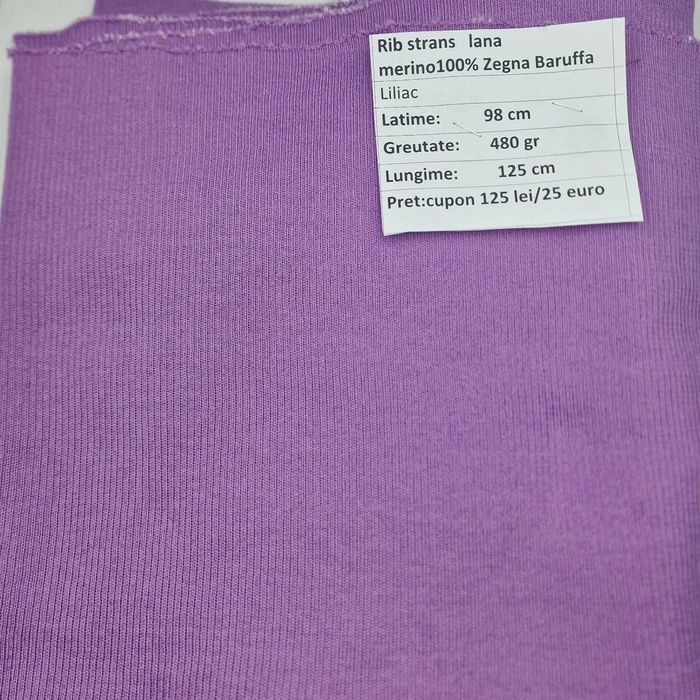 Rib strans lana
merino100% Zegna Baruffa
Liliac
Latime: 98 cm
Greutate: 480 gr
Lungime: 125 cm
Pret:cupon 125 lei/25 euro